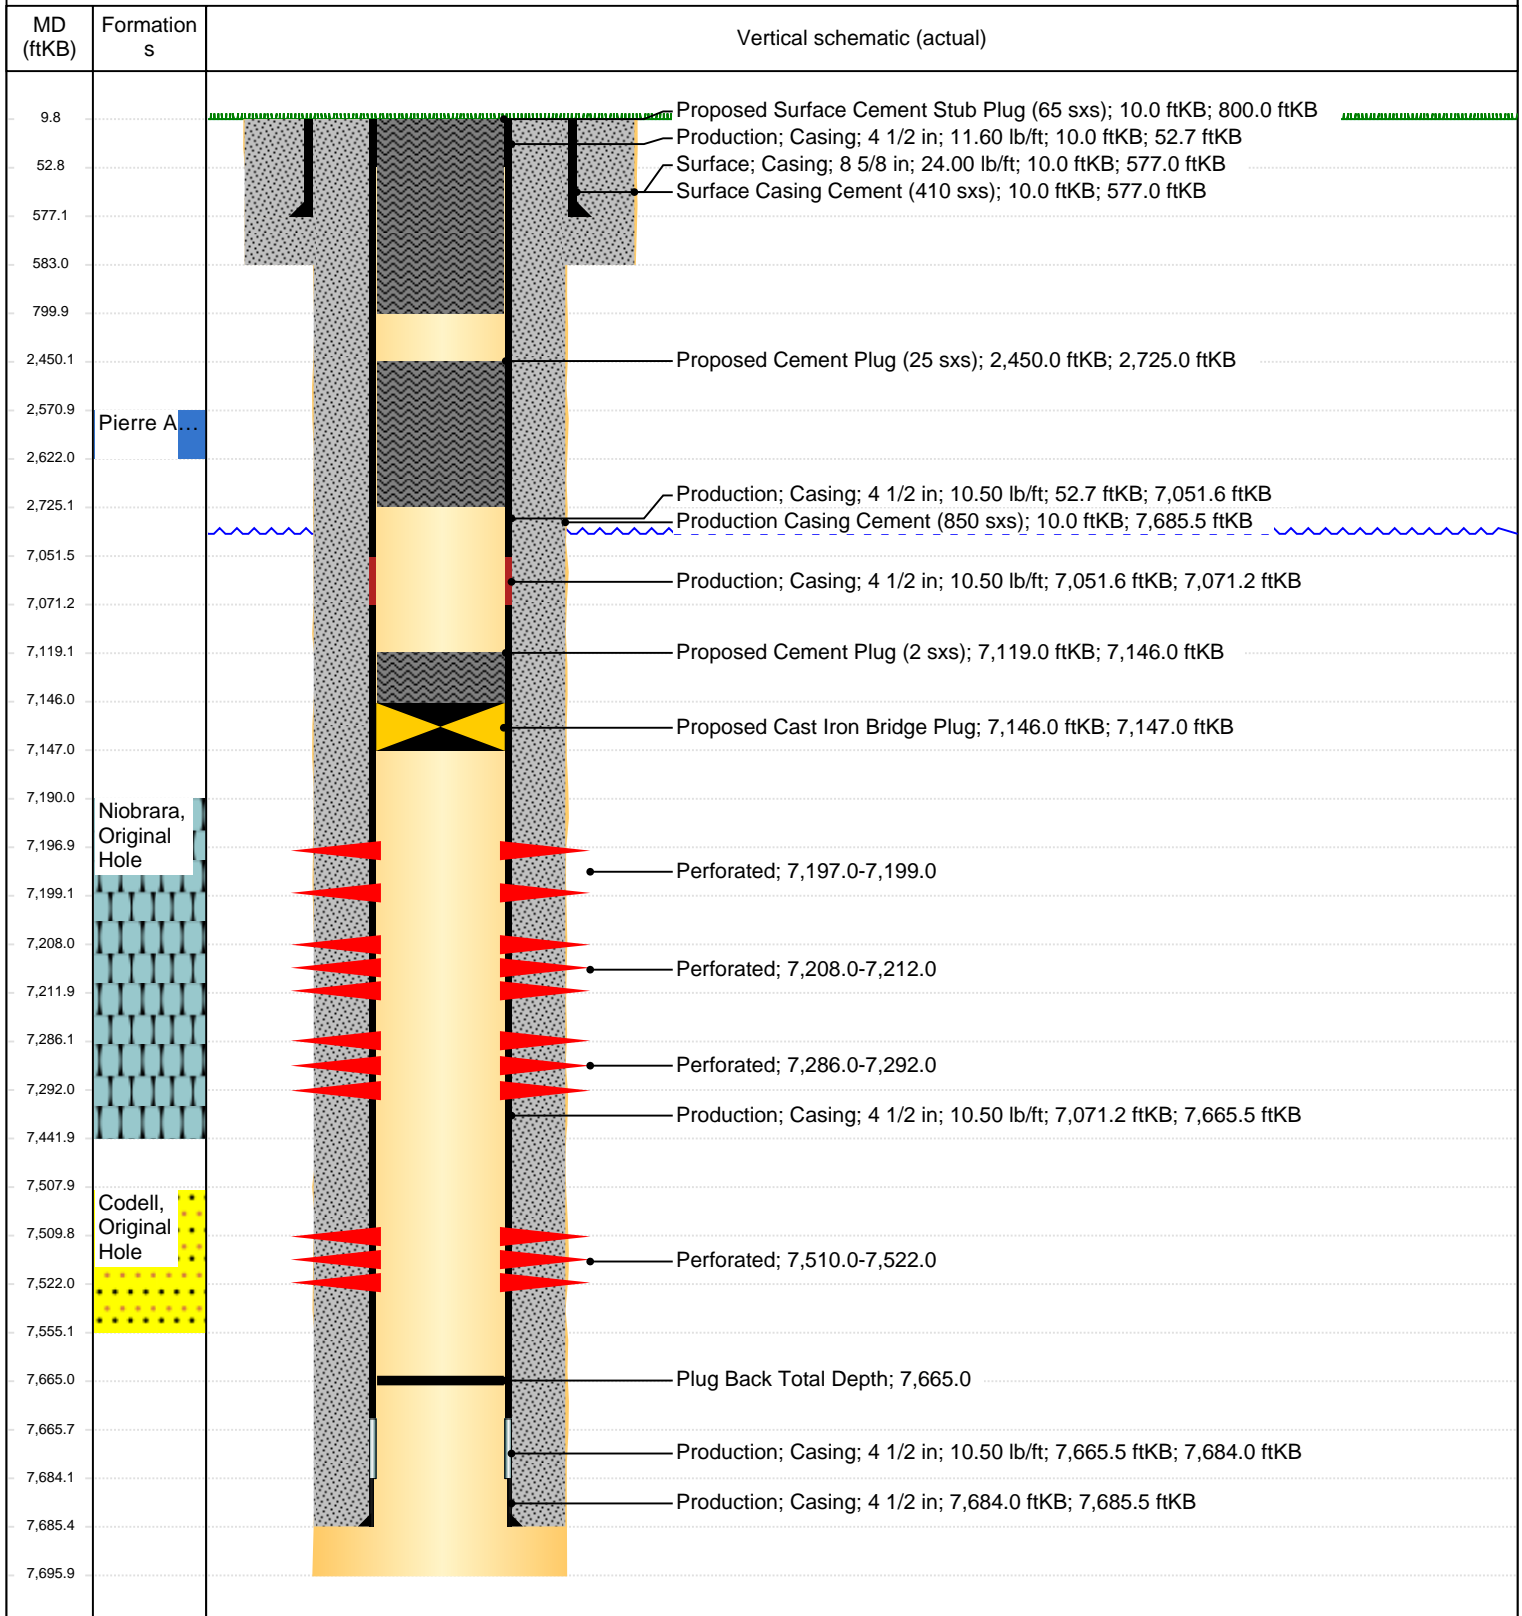 MD
(ftKB)
Formation
s
Vertical schematic (actual)
9.8
Proposed Surface Cement Stub Plug (65 sxs); 10.0 ftKB; 800.0 ftKB
Production; Casing; 4 1/2 in; 11.60 lb/ft; 10.0 ftKB; 52.7 ftKB
52.8
Surface; Casing; 8 5/8 in; 24.00 lb/ft; 10.0 ftKB; 577.0 ftKB
Surface Casing Cement (410 sxs); 10.0 ftKB; 577.0 ftKB
577.1
583.0
799.9
2,450.1
Proposed Cement Plug (25 sxs); 2,450.0 ftKB; 2,725.0 ftKB
2,570.9
Pierre A...
2,622.0
Production; Casing; 4 1/2 in; 10.50 lb/ft; 52.7 ftKB; 7,051.6 ftKB
2,725.1
Production Casing Cement (850 sxs); 10.0 ftKB; 7,685.5 ftKB
7,051.5
Production; Casing; 4 1/2 in; 10.50 lb/ft; 7,051.6 ftKB; 7,071.2 ftKB
7,071.2
7,119.1
Proposed Cement Plug (2 sxs); 7,119.0 ftKB; 7,146.0 ftKB
7,146.0
Proposed Cast Iron Bridge Plug; 7,146.0 ftKB; 7,147.0 ftKB
7,147.0
7,190.0
Niobrara,
Original
Hole
7,196.9
Perforated; 7,197.0-7,199.0
7,199.1
7,208.0
Perforated; 7,208.0-7,212.0
7,211.9
7,286.1
Perforated; 7,286.0-7,292.0
7,292.0
Production; Casing; 4 1/2 in; 10.50 lb/ft; 7,071.2 ftKB; 7,665.5 ftKB
7,441.9
7,507.9
Codell,
Original
Hole
7,509.8
Perforated; 7,510.0-7,522.0
7,522.0
7,555.1
7,665.0
Plug Back Total Depth; 7,665.0
7,665.7
Production; Casing; 4 1/2 in; 10.50 lb/ft; 7,665.5 ftKB; 7,684.0 ftKB
7,684.1
Production; Casing; 4 1/2 in; 7,684.0 ftKB; 7,685.5 ftKB
7,685.4
7,695.9